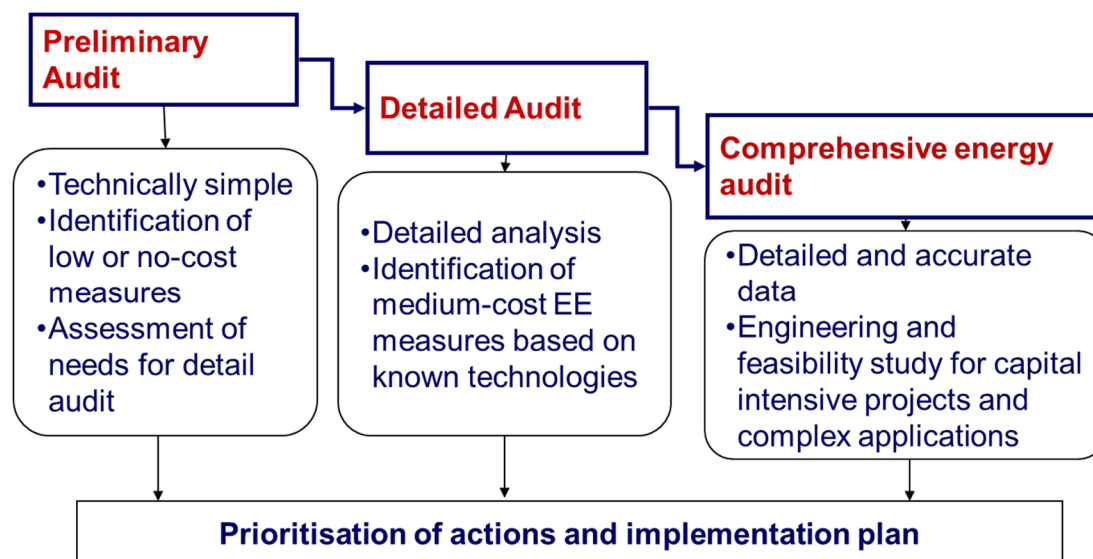 Preliminary
Audit
Detailed Audit
Comprehensive energy
audit
•Technically simple
•Identification of
low or no-cost
measures
•Assessment of
needs for detail
audit
•Detailed analysis
•Identification of
medium-cost EE
measures based on
known technologies
•Detailed and accurate
data
•Engineering and
feasibility study for capital
intensive projects and
complex applications
Prioritisation of actions and implementation plan